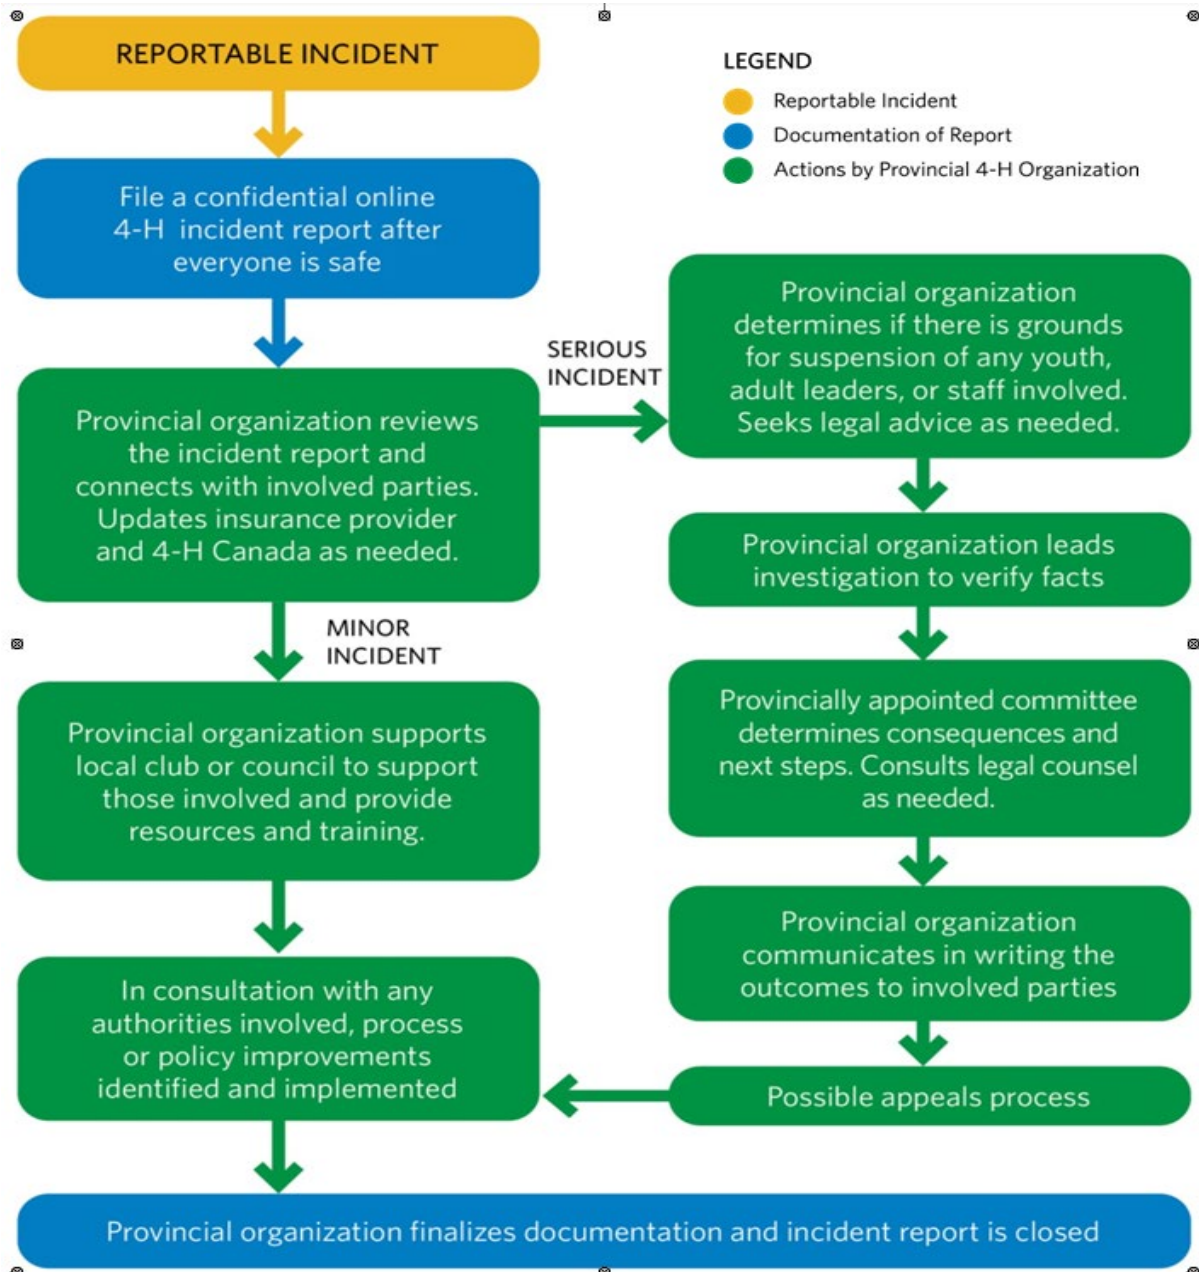 REPORTABLE INCIDENT
LEGEND
Reportable Incident
Documentation of Report
Actions by Provincial 4-H Organization
File a confidential online
4-H incident report after
everyone is safe
Provincial organization reviews
the incident report and
connects with involved parties.
Updates insurance provider
and 4-H Canada as needed.
SERIOUS
INCIDENT
Provincial organization
determines if there is grounds
for suspension of any youth,
adult leaders, or staff involved.
Seeks legal advice as needed.
Provincial organization leads
investigation to verify facts
Provincially appointed committee
determines consequences and
next steps. Consults legal counsel
as needed.
Provincial organization
communicates in writing the
outcomes to involved parties
Possible appeals process
MINOR
INCIDENT
Provincial organization supports
local club or council to support
those involved and provide
resources and training.
In consultation with any
authorities involved, process
or policy improvements
identified and implemented
Provincial organization finalizes documentation and incident report is closed